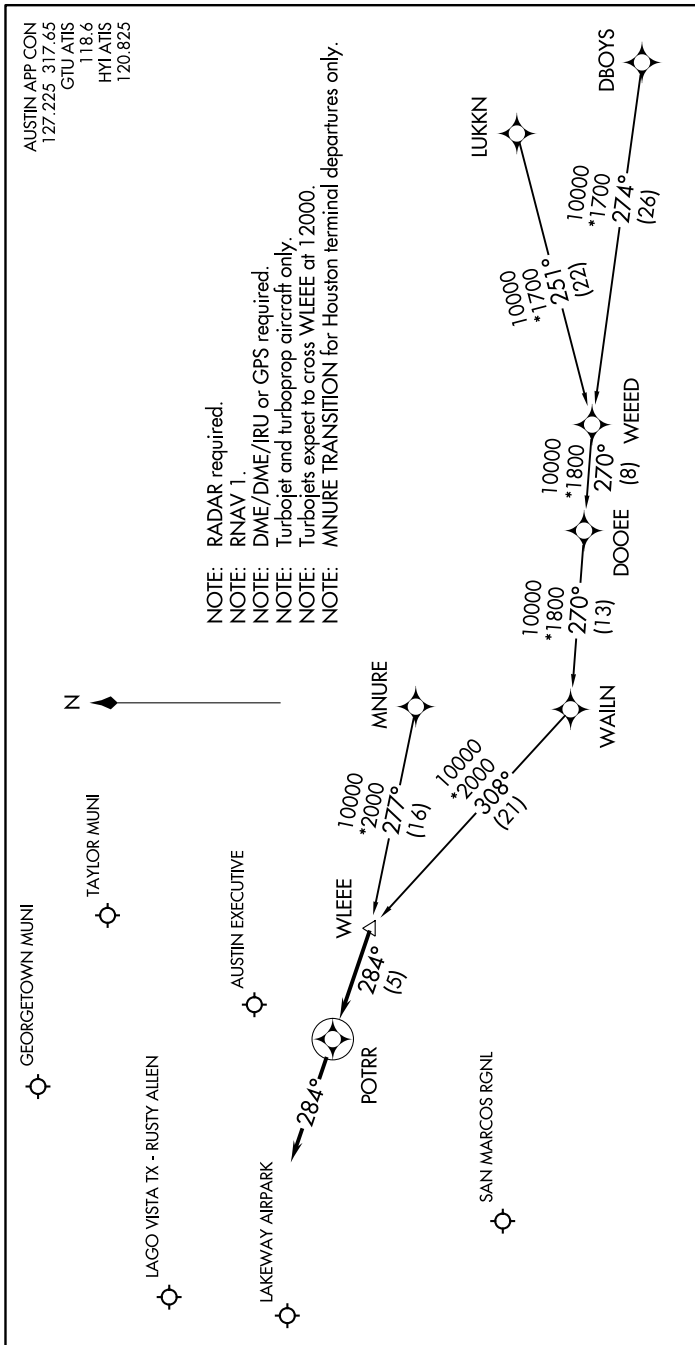 AUSTIN APP CON
127.225 317.65
GTU ATIS
118.6
HYI ATIS
120.825
NOTE: RADAR required.
NOTE: RNAV 1.
NOTE: DME/DME/IRU or GPS required.
NOTE: Turbojet and turboprop aircraft only.
NOTE: Turbojets expect to cross WLEEE at 12000.
NOTE: MNURE TRANSITION for Houston terminal departures only.
N
GEORGETOWN MUNI
TAYLOR MUNI
LAGO VISTA TX - RUSTY ALLEN
AUSTIN EXECUTIVE
LAKEWAY AIRPARK
SAN MARCOS RGNL
284°
POTRR
284°
(5)
WLEEE
10000
*2000
277°
(16)
MNURE
10000
*2000
308°
(21)
WAILN
10000
*1800
270°
(13)
DOOEE
10000
*1800
270°
(8)
WEEED
10000
*1700
251°
(22)
LUKKN
10000
*1700
274°
(26)
DBOYS